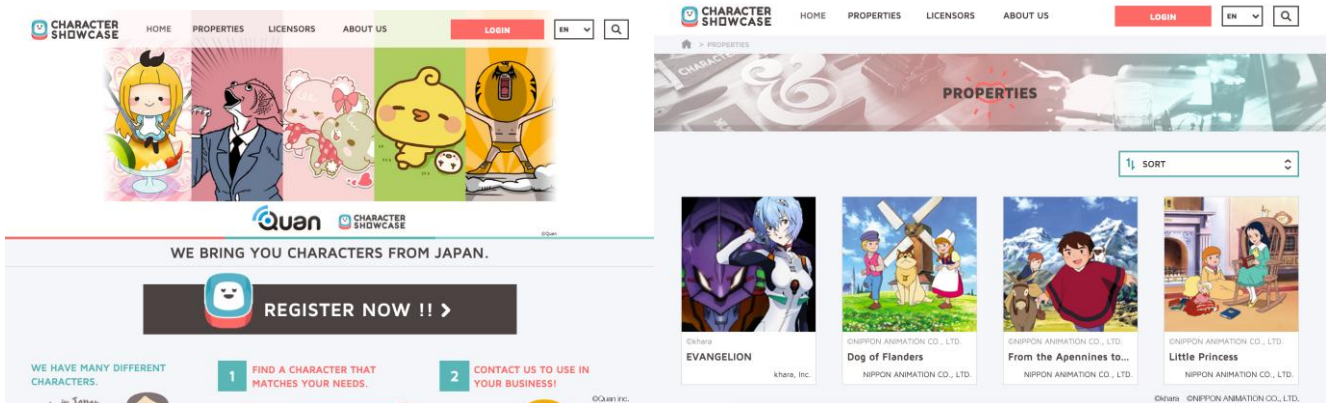 CHARACTER
SHOWCASE
HOME
PROPERTIES
LICENSORS
ABOUT US
LOGIN
EN
Quan
CHARACTER
SHOWCASE
©Quan
WE BRING YOU CHARACTERS FROM JAPAN.
REGISTER NOW !! >
WE HAVE MANY DIFFERENT
CHARACTERS.
1
FIND A CHARACTER THAT
MATCHES YOUR NEEDS.
2
CONTACT US TO USE IN
YOUR BUSINESS!
in Japan
©Quan inc.
CHARACTER
SHOWCASE
HOME
PROPERTIES
LICENSORS
ABOUT US
LOGIN
EN
> PROPERTIES
CHARACTER
&
PROPERTIES
SORT
©khara
EVANGELION
khara, Inc.
©NIPPON ANIMATION CO., LTD.
Dog of Flanders
NIPPON ANIMATION CO., LTD.
©NIPPON ANIMATION CO., LTD.
From the Apennines to...
NIPPON ANIMATION CO., LTD.
©NIPPON ANIMATION CO., LTD.
Little Princess
NIPPON ANIMATION CO., LTD.
©khara ©NIPPON ANIMATION CO., LTD.